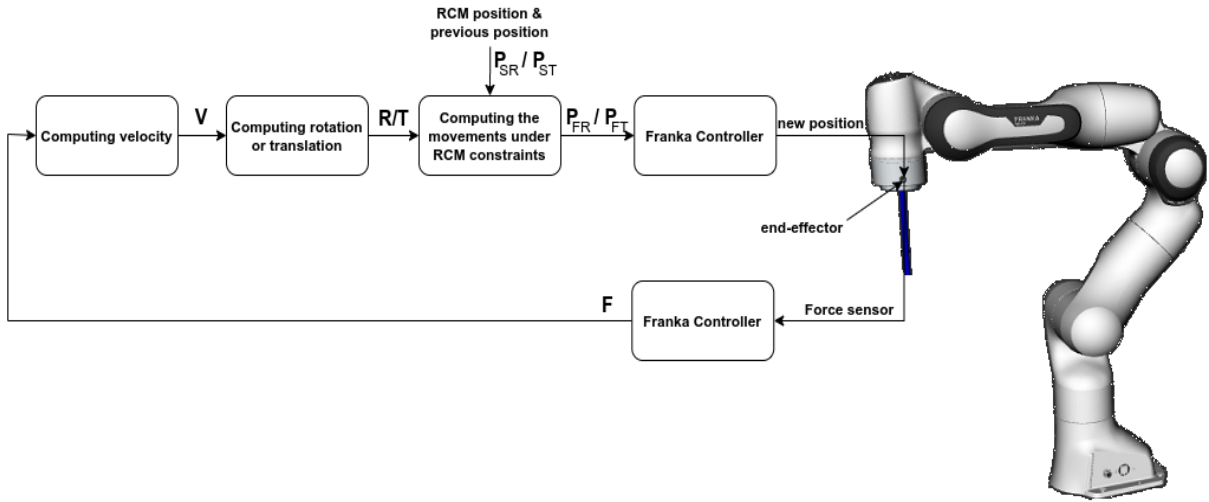 RCM position &
previous position
P_SR / P_ST
Computing velocity
V
Computing rotation
or translation
R/T
Computing the
movements under
RCM constraints
P_FR / P_FT
Franka Controller
new position
FRANKA
end-effector
F
Franka Controller
Force sensor